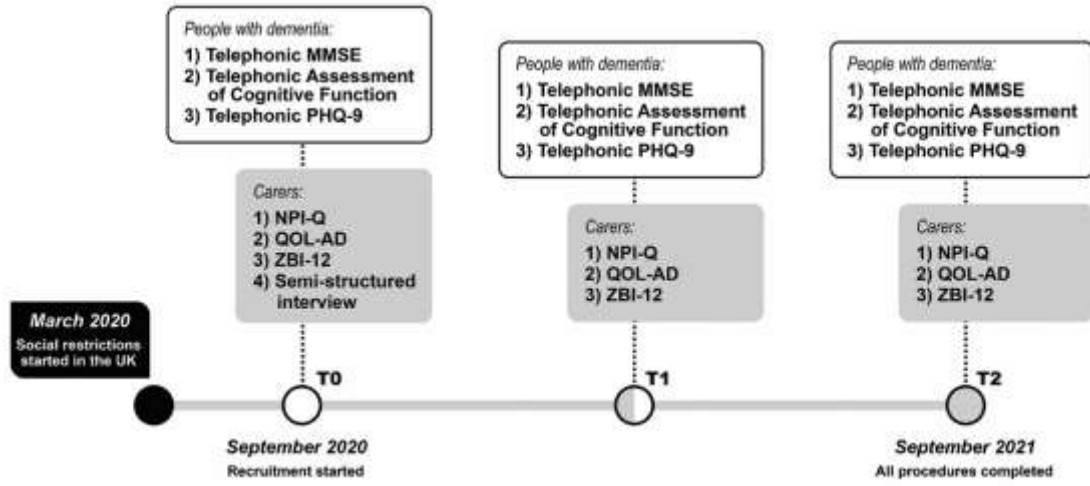 People with dementia:
1) Telephonic MMSE
2) Telephonic Assessment
of Cognitive Function
3) Telephonic PHQ-9
People with dementia:
1) Telephonic MMSE
2) Telephonic Assessment
of Cognitive Function
3) Telephonic PHQ-9
People with dementia:
1) Telephonic MMSE
2) Telephonic Assessment
of Cognitive Function
3) Telephonic PHQ-9
Carers:
1) NPI-Q
2) QOL-AD
3) ZBI-12
4) Semi-structured
interview
Carers:
1) NPI-Q
2) QOL-AD
3) ZBI-12
Carers:
1) NPI-Q
2) QOL-AD
3) ZBI-12
March 2020
Social restrictions
started in the UK
T0
T1
T2
September 2020
Recruitment started
September 2021
All procedures completed